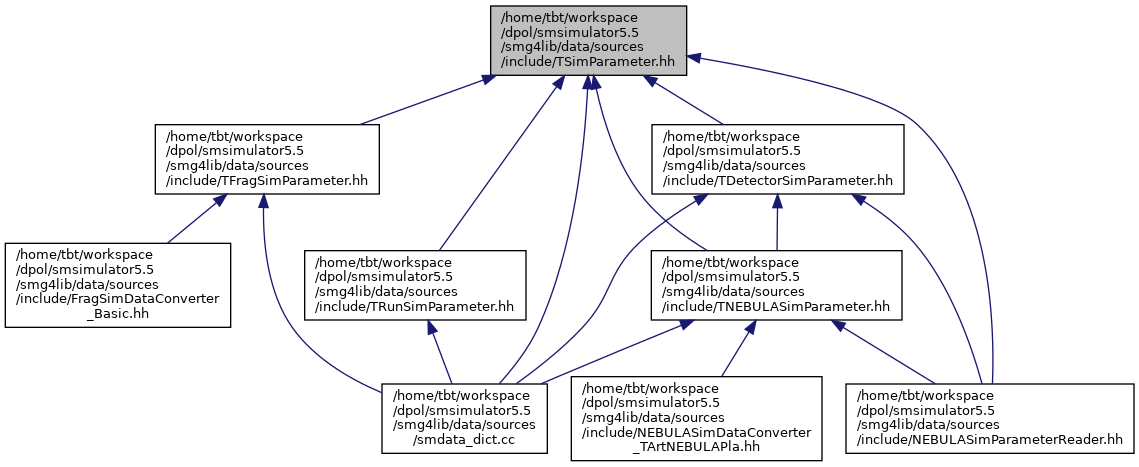 /home/tbt/workspace
/dpol/smsimulator5.5
/smg4lib/data/sources
/include/TSimParameter.hh
/home/tbt/workspace
/dpol/smsimulator5.5
/smg4lib/data/sources
/include/TFragSimParameter.hh
/home/tbt/workspace
/dpol/smsimulator5.5
/smg4lib/data/sources
/include/TDetectorSimParameter.hh
/home/tbt/workspace
/dpol/smsimulator5.5
/smg4lib/data/sources
/include/FragSimDataConverter
_Basic.hh
/home/tbt/workspace
/dpol/smsimulator5.5
/smg4lib/data/sources
/include/TRunSimParameter.hh
/home/tbt/workspace
/dpol/smsimulator5.5
/smg4lib/data/sources
/include/TNEBULASimParameter.hh
/home/tbt/workspace
/dpol/smsimulator5.5
/smg4lib/data/sources
/smdata_dict.cc
/home/tbt/workspace
/dpol/smsimulator5.5
/smg4lib/data/sources
/include/NEBULASimDataConverter
_TArtNEBULAPla.hh
/home/tbt/workspace
/dpol/smsimulator5.5
/smg4lib/data/sources
/include/NEBULASimParameterReader.hh